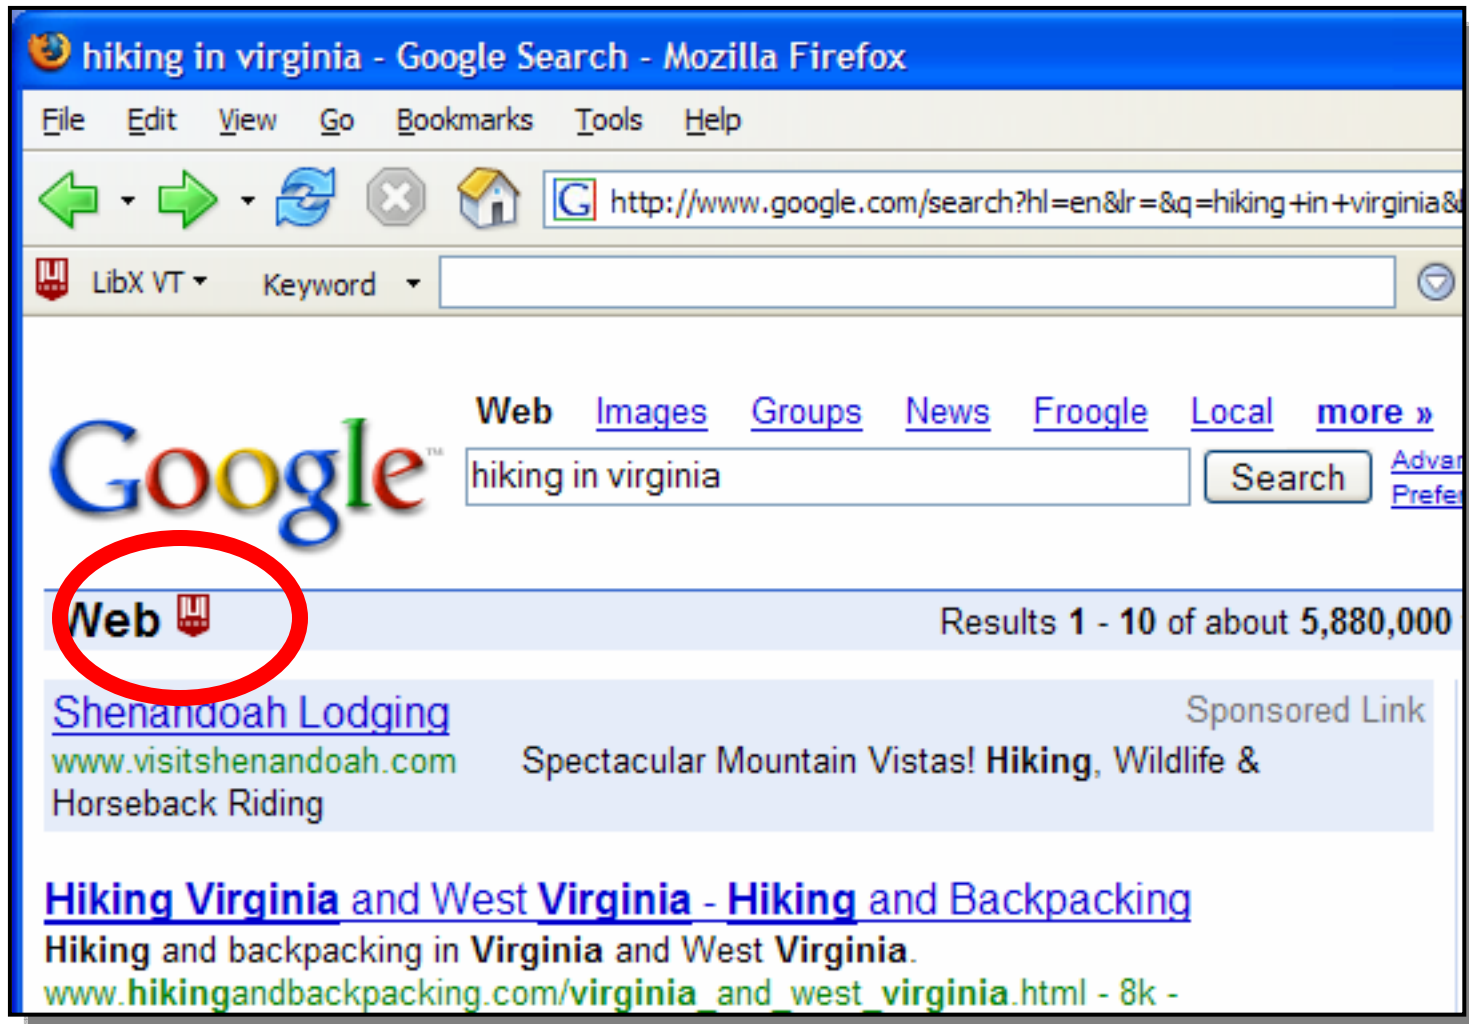 hiking in virginia - Google Search - Mozilla Firefox
File Edit View Go Bookmarks Tools Help
G http://www.google.com/search?hl=en&lr=&q=hiking+in+virginia&
LibX VT Keyword
Web Images Groups News Froogle Local more »
Google™
hiking in virginia Search
Advan
Prefer
Web Results 1 - 10 of about 5,880,000
Shenandoah Lodging Sponsored Link
www.visitshenandoah.com Spectacular Mountain Vistas! Hiking, Wildlife &
Horseback Riding
Hiking Virginia and West Virginia - Hiking and Backpacking
Hiking and backpacking in Virginia and West Virginia.
www.hikingandbackpacking.com/virginia_and_west_virginia.html - 8k -